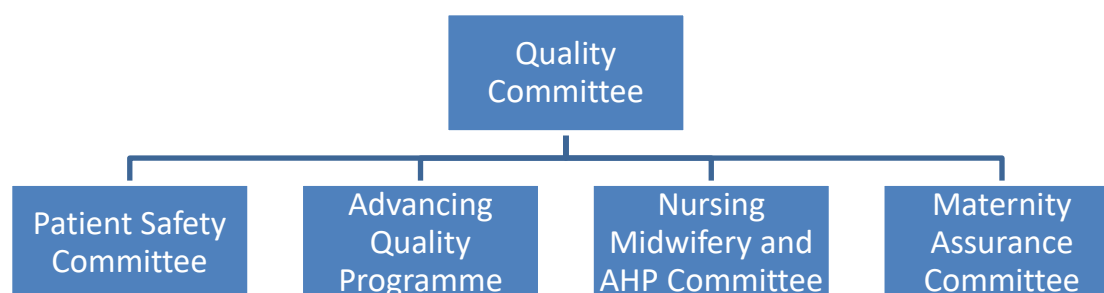 Quality
Committee
Patient Safety
Committee
Advancing
Quality
Programme
Nursing
Midwifery and
AHP Committee
Maternity
Assurance
Committee